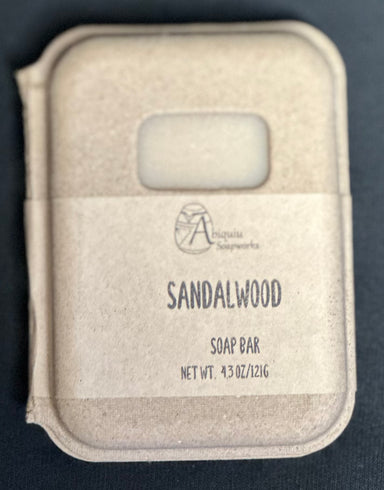 Abiquiu
Soapworks
SANDALWOOD
SOAP BAR
NET WT. 4.3 OZ/121G